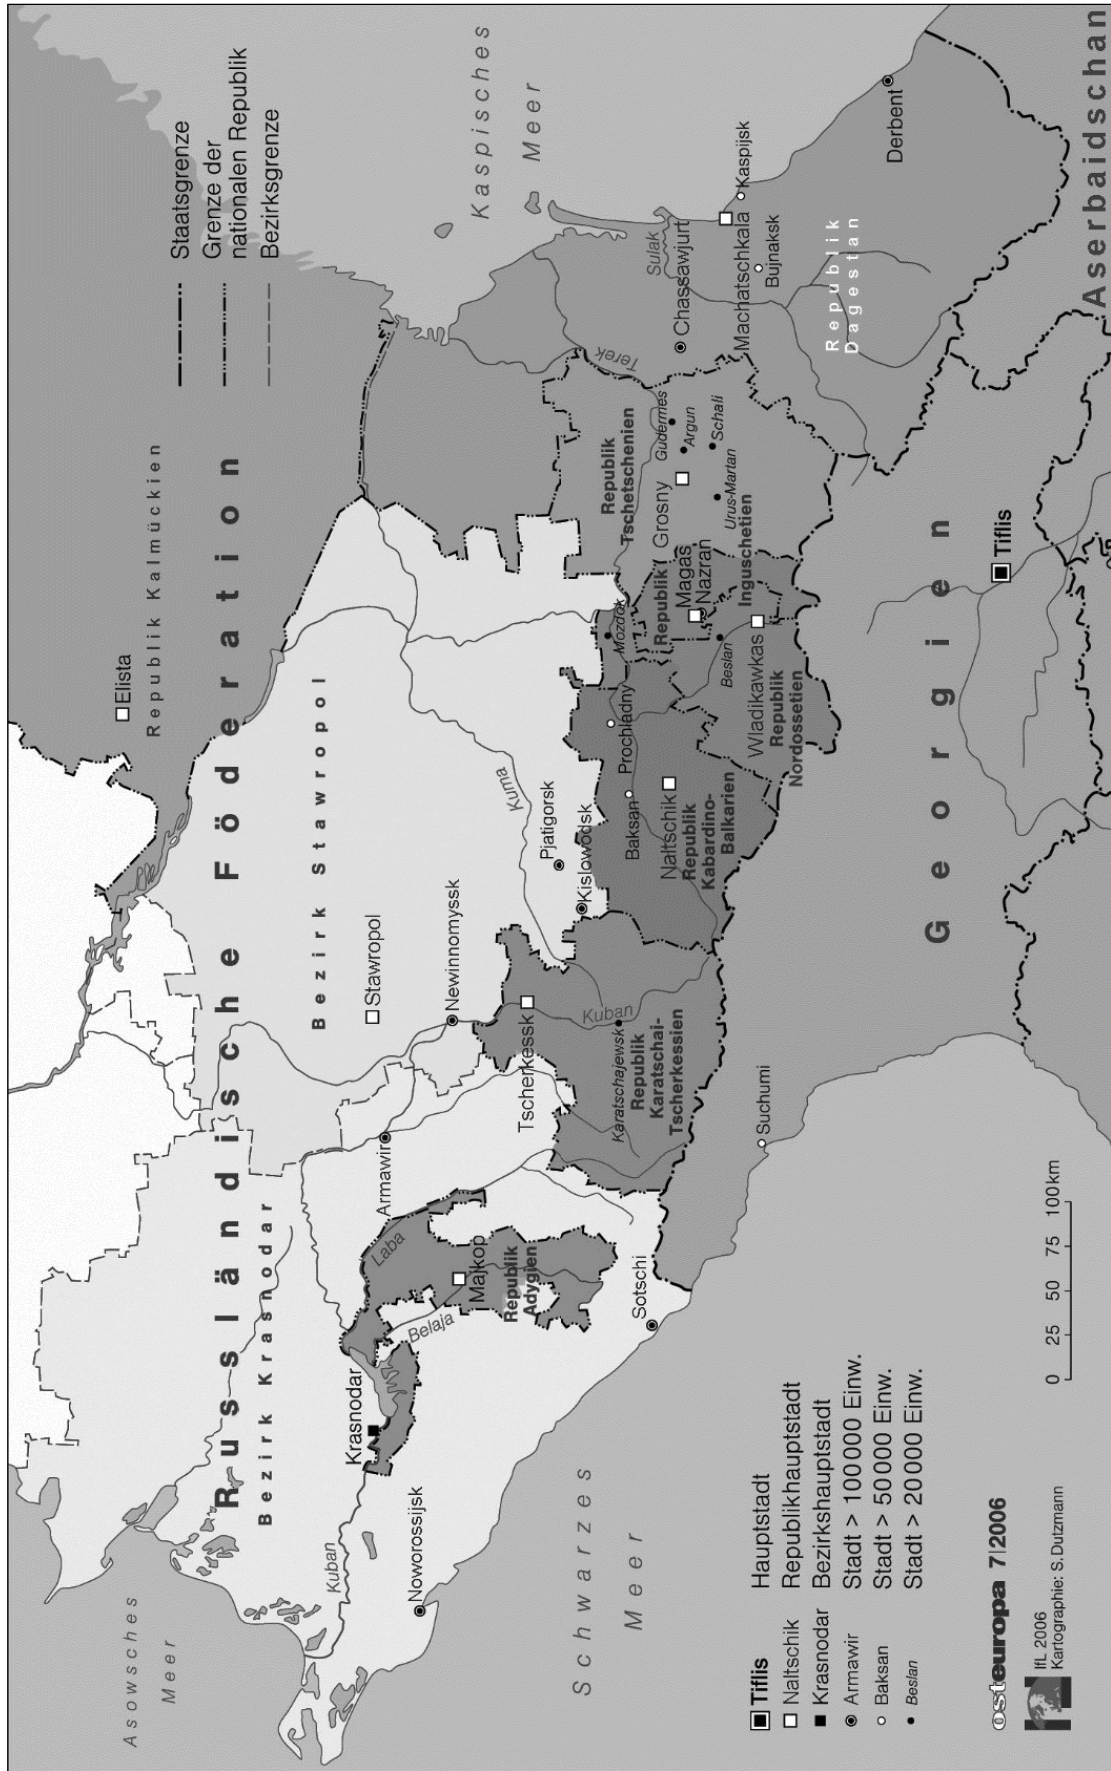 Asowsches
Meer
Russländische Föderation
Bezirk Krasnodar
Bezirk Stawropol
Republik Kalmückien
Elista
Staatsgrenze
Grenze der
nationalen Republik
Bezirksgrenze
Kaspisches
Meer
Kuban
Noworossijsk
Krasnodar
Belaja
Laba
Majkop
Republik
Adygien
Armawir
Sotschi
Stawropol
Newinnomyssk
Tscherkessk
Kuban
Karatschajewsk
Republik
Karatschai-
Tscherkessien
Kuma
Pjatigorsk
Kislowodsk
Baksan
Prochladny
Naltschik
Republik
Kabardino-
Balkarien
Mozdok
Beslan
Wladikawkas
Republik
Nordossetien
Republik
Inguschetien
Magas
Nazran
Republik
Tschetschenien
Grosny
Gudermes
Argun
Schali
Urus-Martan
Terek
Sulak
Chassawjurt
Machatschkala
Kaspijsk
Bujnaksk
Republik
Dagestan
Derbent
Schwarzes
Meer
Suchumi
Georgien
Tiflis
Aserbaidschan
Tiflis Hauptstadt
Naltschik Republikhauptstadt
Krasnodar Bezirkshauptstadt
Armawir Stadt > 100 000 Einw.
Baksan Stadt > 50 000 Einw.
Beslan Stadt > 20 000 Einw.
0 25 50 75 100 km
osteuropa 7|2006
IfL 2006
Kartographie: S. Dutzmann